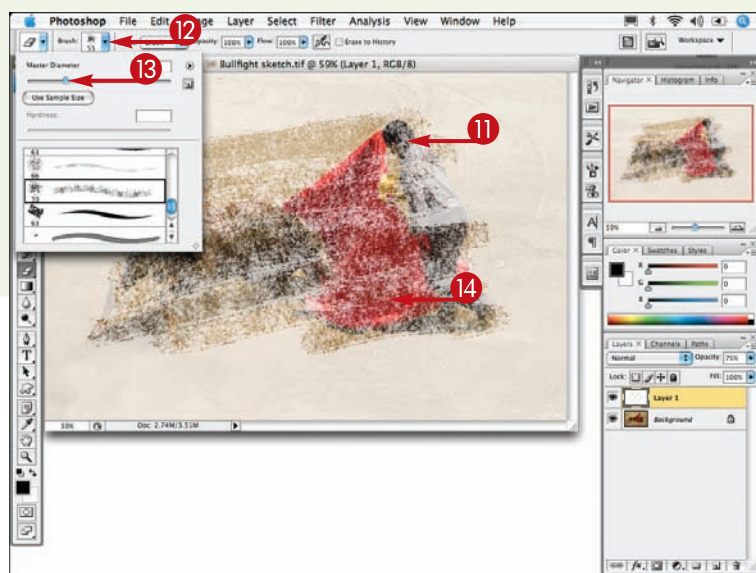 Photoshop File Edit Layer Select Filter Analysis View Window Help
12
Brush: 55 Opacity: 100% Flow: 100% Erase to History Workspace
13
Master Diameter
Use Sample Size
Hardness:
Bullfight sketch.tif @ 59% (Layer 1, RGB/8)
11
14
59% Doc: 2.74M/3.51M
Navigator × Histogram Info
59%
Color × Swatches Styles
R 0
G 0
B 0
Layers × Channels Paths
Normal Opacity: 75%
Lock: Fill: 100%
Layer 1
Background